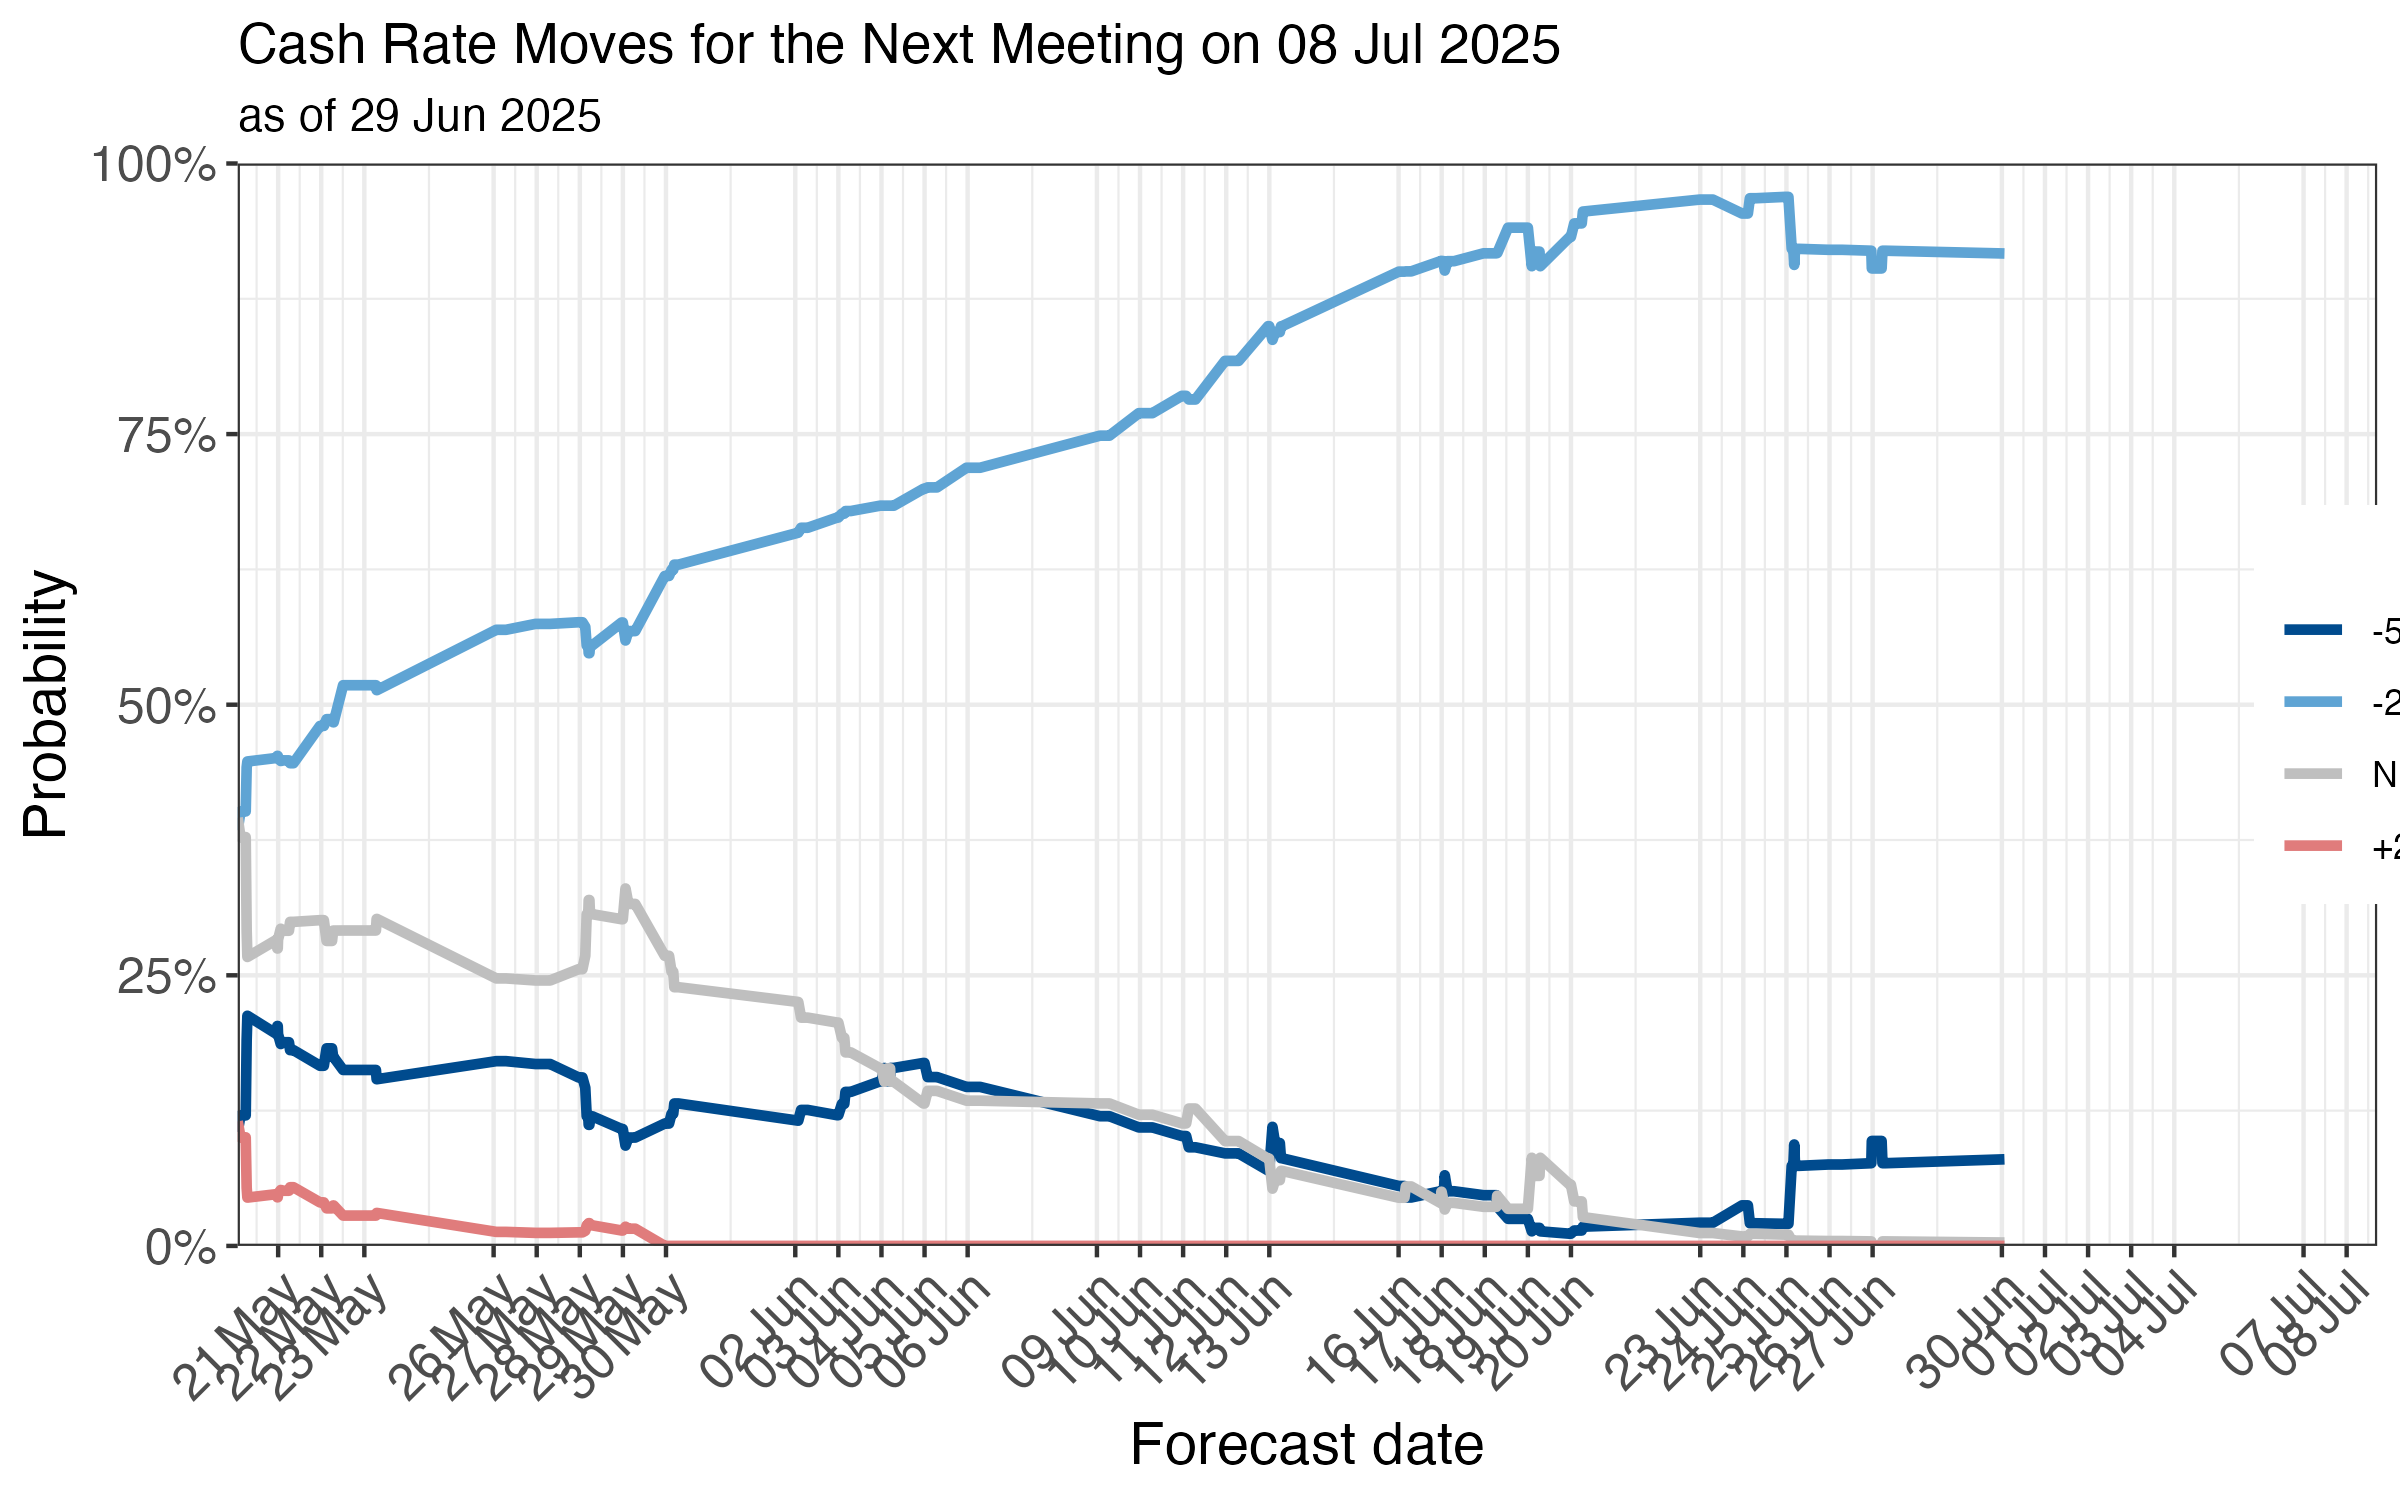 Cash Rate Moves for the Next Meeting on 08 Jul 2025
as of 29 Jun 2025
100%
75%
50%
25%
0%
Probability
-5
-2
N
+2
21 May
22 May
23 May
26 May
27 May
28 May
29 May
30 May
02 Jun
03 Jun
04 Jun
05 Jun
06 Jun
09 Jun
10 Jun
11 Jun
12 Jun
13 Jun
16 Jun
17 Jun
18 Jun
19 Jun
20 Jun
23 Jun
24 Jun
25 Jun
26 Jun
27 Jun
30 Jun
01 Jul
02 Jul
03 Jul
04 Jul
07 Jul
08 Jul
Forecast date